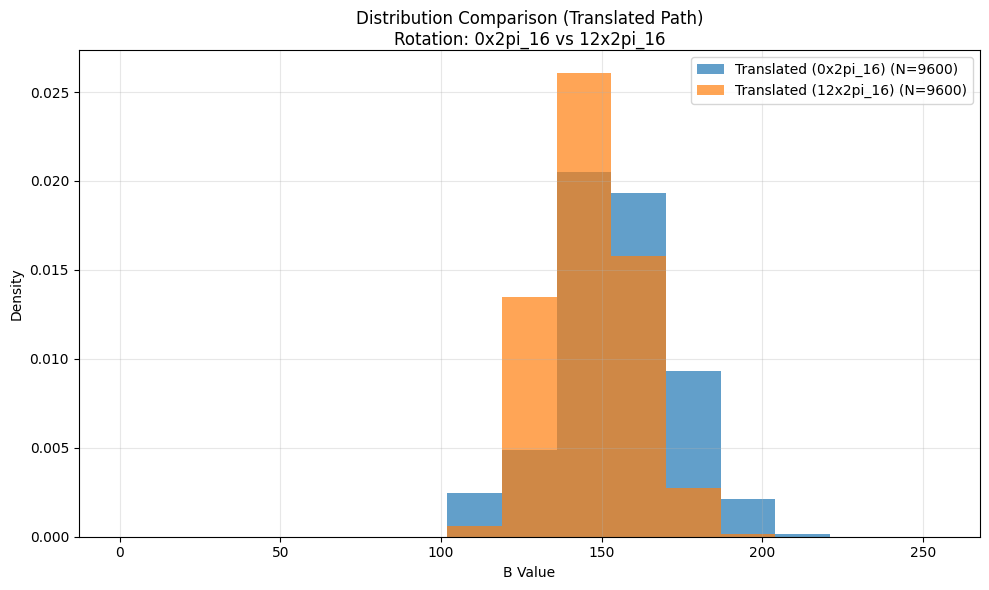 Distribution Comparison (Translated Path)
Rotation: 0x2pi_16 vs 12x2pi_16
Translated (0x2pi_16) (N=9600)
Translated (12x2pi_16) (N=9600)
Density
0.025
0.020
0.015
0.010
0.005
0.000
0 50 100 150 200 250
B Value